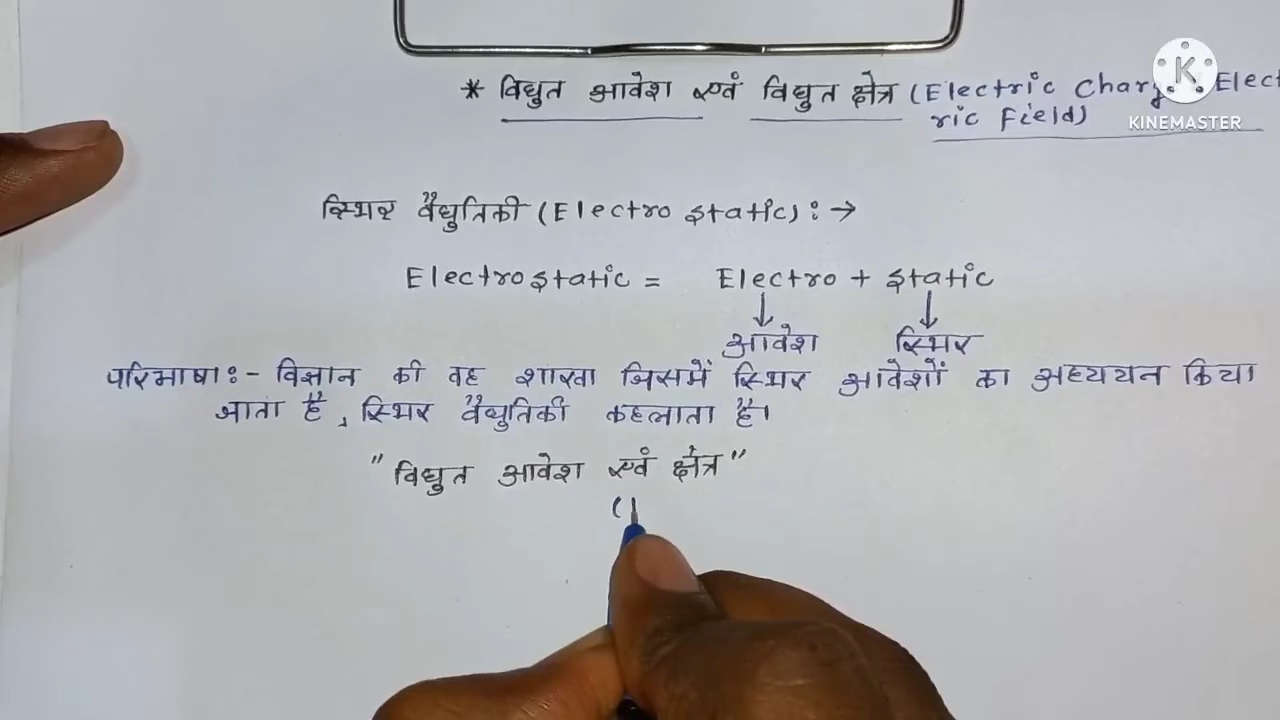 * विद्युत आवेश एवं विद्युत क्षेत्र (Electric Charg Elect
ric Field)
K
KINEMASTER
स्थिर वैद्युतिकी (Electro static) : →
Electrostatic = Electro + static
आवेश स्थिर
परिभाषाः- विज्ञान की वह शाखा जिसमें स्थिर आवेशों का अध्ययन किया
जाता है, स्थिर वैद्युतिकी कहलाता है।
"विद्युत आवेश एवं क्षेत्र"
(